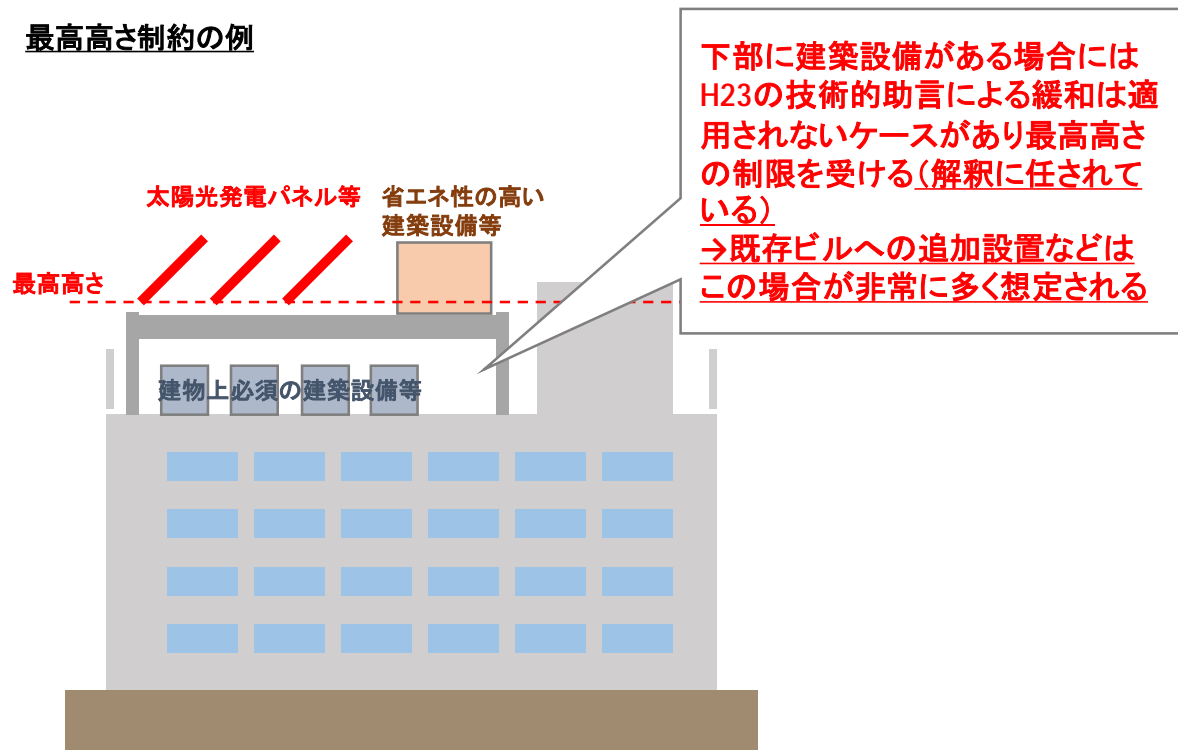 最高高さ制約の例
下部に建築設備がある場合には
H23の技術的助言による緩和は適
用されないケースがあり最高高さ
の制限を受ける(解釈に任されて
いる)
→既存ビルへの追加設置などは
この場合が非常に多く想定される
太陽光発電パネル等
省エネ性の高い
建築設備等
最高高さ
建物上必須の建築設備等